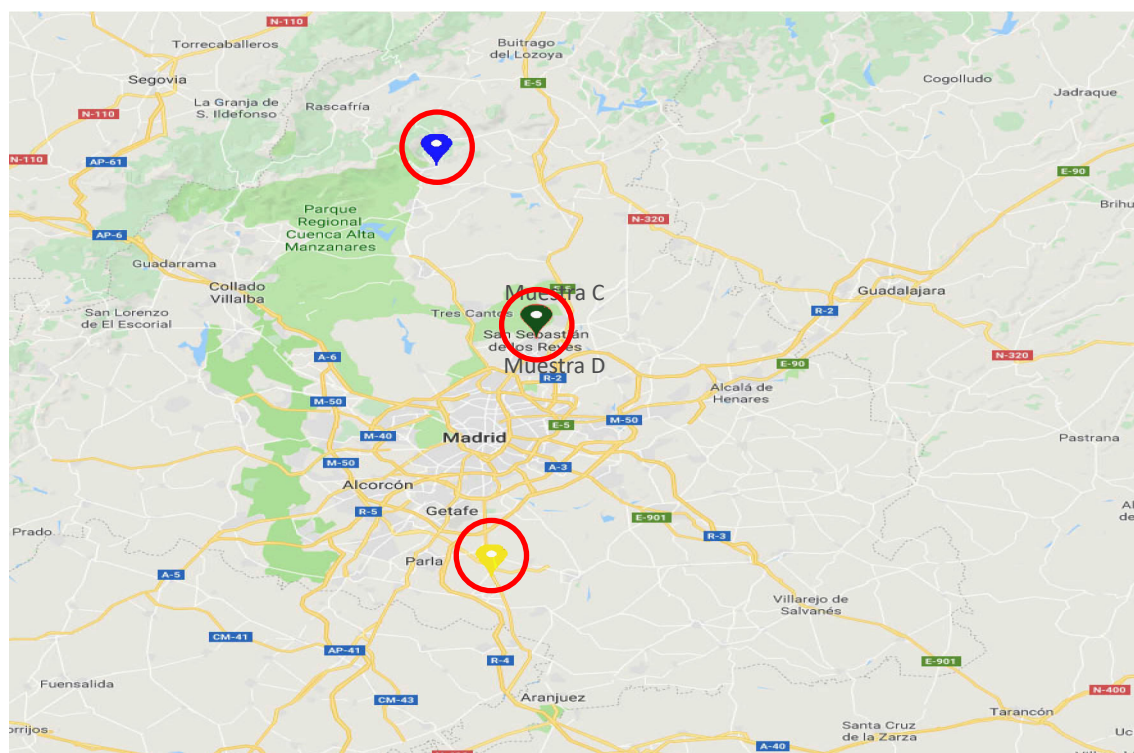 N-110
Torrecaballeros
Buitrago
del Lozoya
Segovia
E-5
Cogolludo
Jadraque
La Granja de
S. Ildefonso
Rascafría
N-110
N-110
AP-61
E-90
Parque
Regional
Cuenca Alta
Manzanares
N-320
Brihu
AP-6
Guadarrama
Collado
Villalba
Muestra C
Guadalajara
San Lorenzo
de El Escorial
Tres Cantos
R-2
San Sebastián
de los Reyes
A-6
N-320
Muestra D
R-2
E-90
Alcalá de
Henares
M-50
E-5
M-50
M-40
Madrid
Pastrana
M-50
A-3
Alcorcón
R-5
Getafe
E-901
Prado
R-3
Parla
A-5
Villarejo de
Salvanés
CM-41
AP-41
R-4
E-901
Fuensalida
CM-43
Aranjuez
N-400
Tarancón
orrijos
Santa Cruz
de la Zarza
Uc
A-40